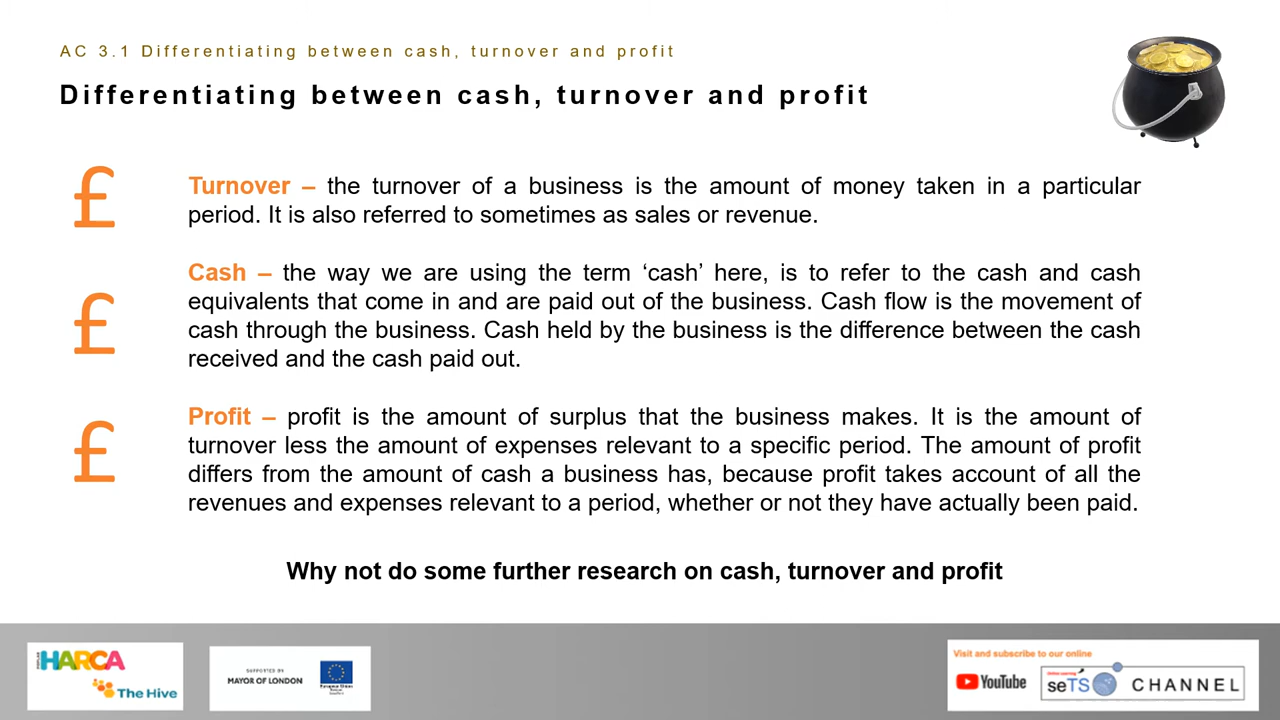 AC 3.1 Differentiating between cash, turnover and profit
Differentiating between cash, turnover and profit
£
Turnover – the turnover of a business is the amount of money taken in a particular
period. It is also referred to sometimes as sales or revenue.
£
Cash – the way we are using the term ‘cash’ here, is to refer to the cash and cash
equivalents that come in and are paid out of the business. Cash flow is the movement of
cash through the business. Cash held by the business is the difference between the cash
received and the cash paid out.
£
Profit – profit is the amount of surplus that the business makes. It is the amount of
turnover less the amount of expenses relevant to a specific period. The amount of profit
differs from the amount of cash a business has, because profit takes account of all the
revenues and expenses relevant to a period, whether or not they have actually been paid.
Why not do some further research on cash, turnover and profit
HARCA
The Hive
SUPPORTED BY
MAYOR OF LONDON
European Union
Visit and subscribe to our online
YouTube
seTS CHANNEL